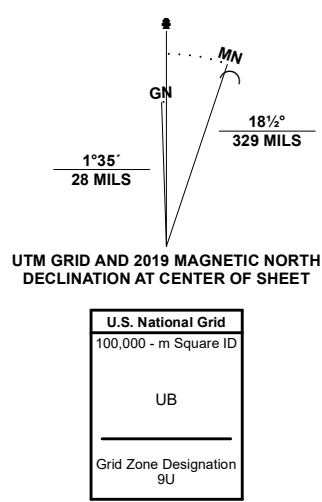 MN
GN
18½°
329 MILS
1°35´
28 MILS
UTM GRID AND 2019 MAGNETIC NORTH
DECLINATION AT CENTER OF SHEET
U.S. National Grid
100,000 - m Square ID
UB
Grid Zone Designation
9U